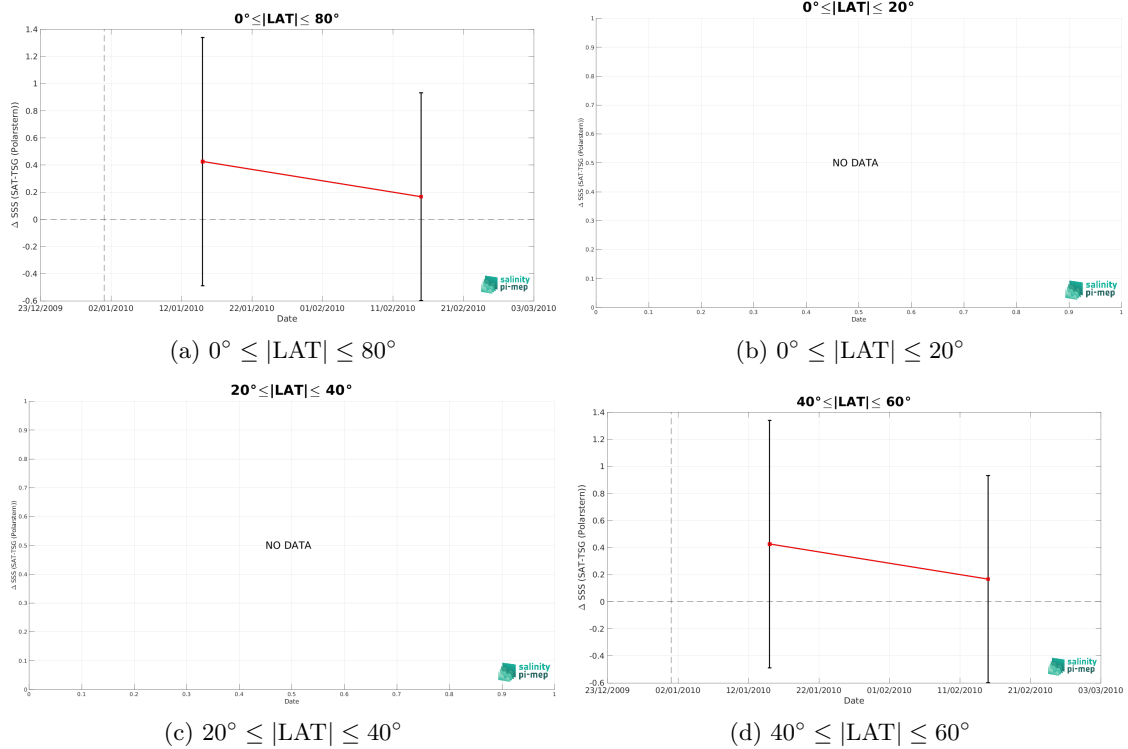 0°≤|LAT|≤ 80°
Δ SSS (SAT-TSG (Polarstern))
1.4
1.2
1
0.8
0.6
0.4
0.2
0
-0.2
-0.4
-0.6
23/12/2009 02/01/2010 12/01/2010 22/01/2010 01/02/2010 11/02/2010 21/02/2010 03/03/2010
Date
salinity
pi-mep
(a) 0° ≤ |LAT| ≤ 80°
0°≤|LAT|≤ 20°
Δ SSS (SAT-TSG (Polarstern))
1
0.9
0.8
0.7
0.6
0.5
0.4
0.3
0.2
0.1
0
NO DATA
0 0.1 0.2 0.3 0.4 0.5 0.6 0.7 0.8 0.9 1
Date
salinity
pi-mep
(b) 0° ≤ |LAT| ≤ 20°
20°≤|LAT|≤ 40°
Δ SSS (SAT-TSG (Polarstern))
1
0.9
0.8
0.7
0.6
0.5
0.4
0.3
0.2
0.1
0
NO DATA
0 0.1 0.2 0.3 0.4 0.5 0.6 0.7 0.8 0.9 1
Date
salinity
pi-mep
(c) 20° ≤ |LAT| ≤ 40°
40°≤|LAT|≤ 60°
Δ SSS (SAT-TSG (Polarstern))
1.4
1.2
1
0.8
0.6
0.4
0.2
0
-0.2
-0.4
-0.6
23/12/2009 02/01/2010 12/01/2010 22/01/2010 01/02/2010 11/02/2010 21/02/2010 03/03/2010
Date
salinity
pi-mep
(d) 40° ≤ |LAT| ≤ 60°